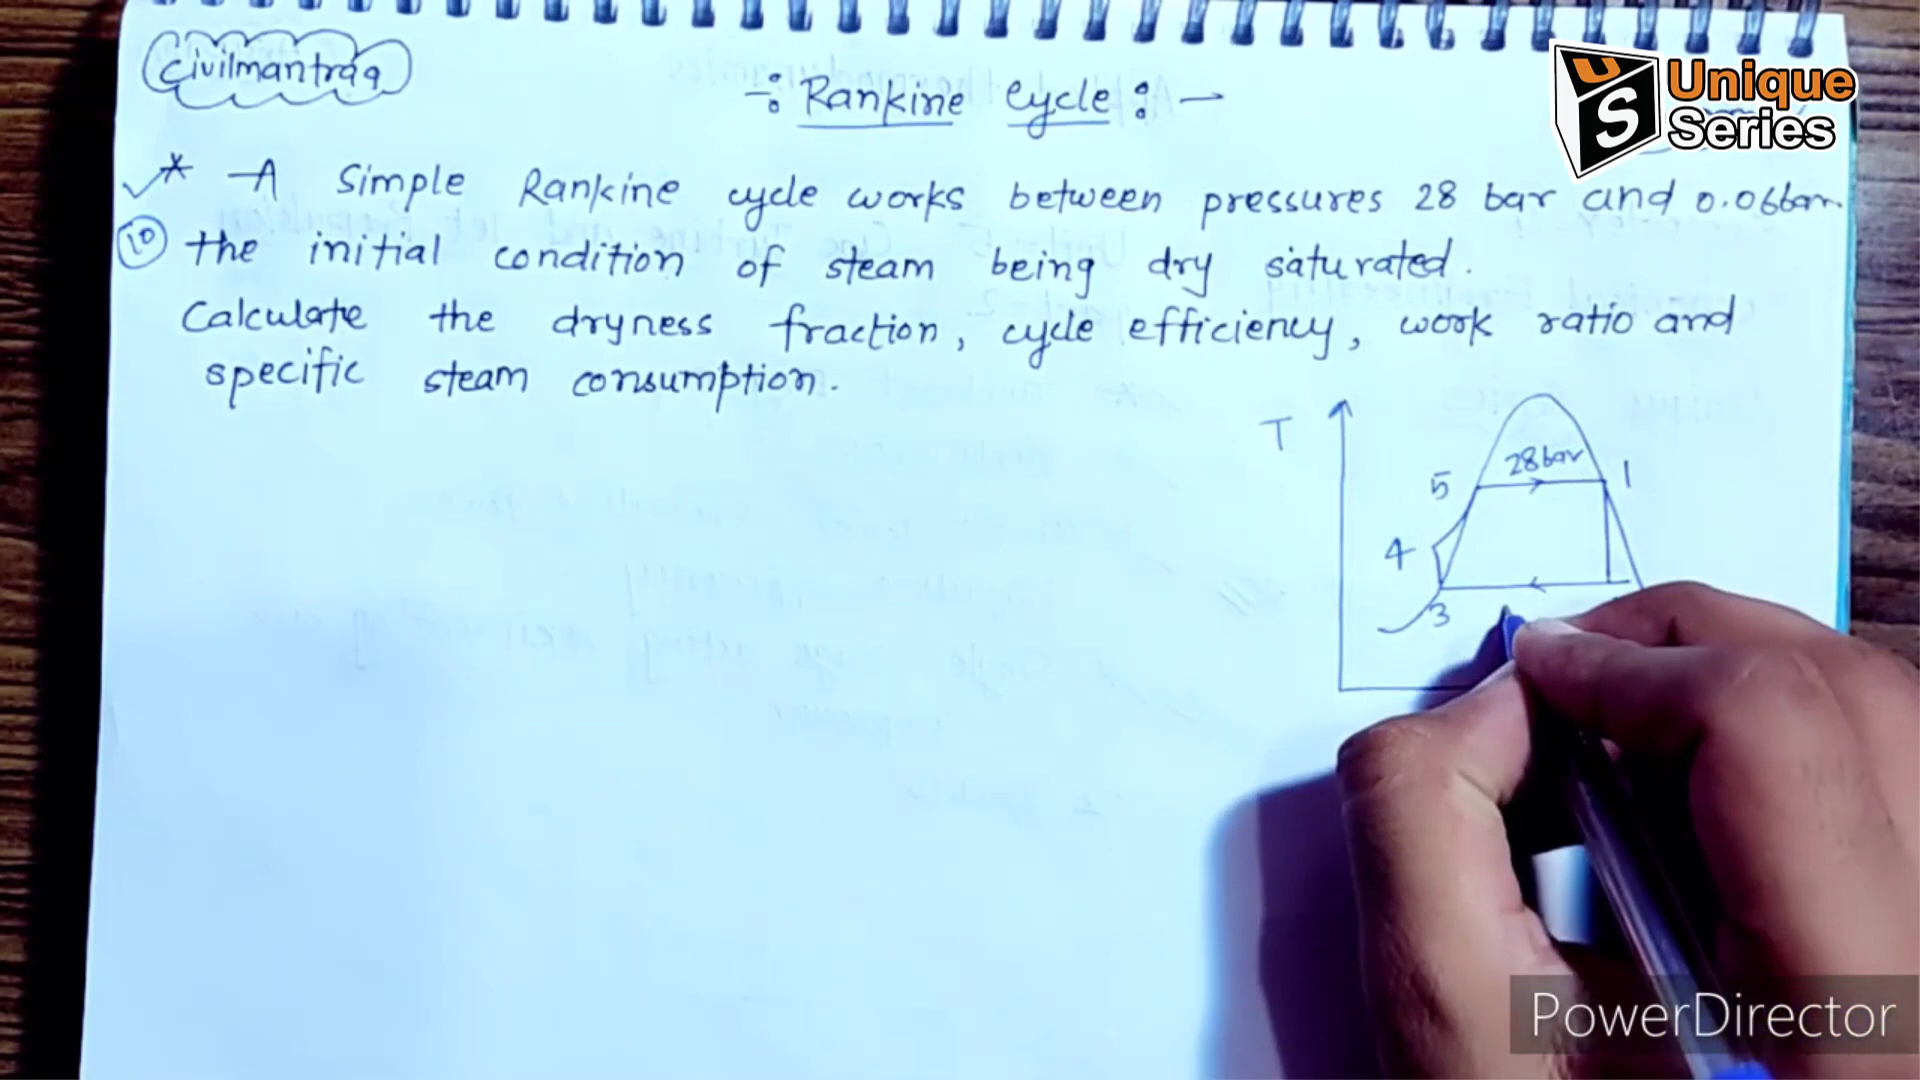 Civilmantraa
Unique
Series
US
÷ Rankine Cycle :-
* A Simple Rankine cycle works between pressures 28 bar and 0.06bar
10 the initial condition of steam being dry saturated.
Calculate the dryness fraction, cycle efficiency, work ratio and
specific steam consumption.
T
28bar
5
1
4
3
PowerDirector